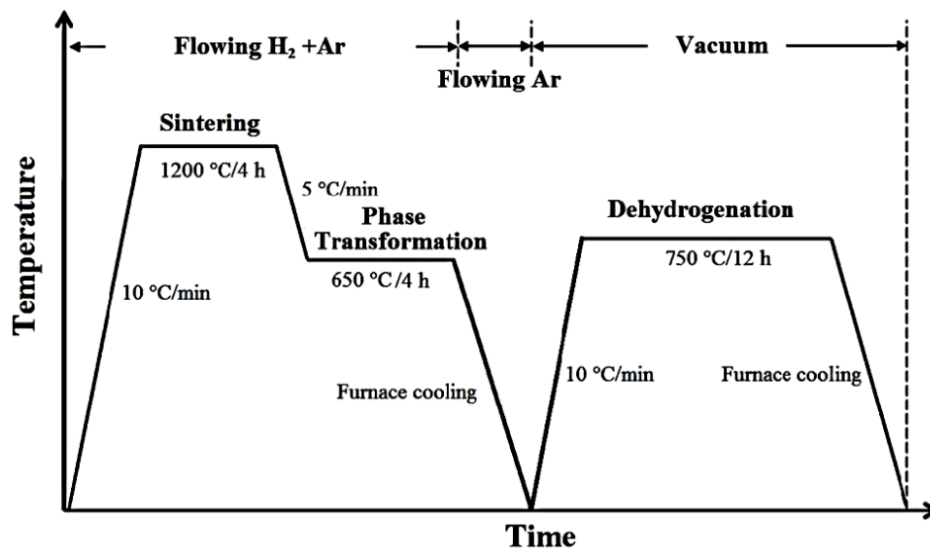 Flowing H₂ +Ar
Vacuum
Flowing Ar
Sintering
1200 °C/4 h
5 °C/min
Phase
Transformation
650 °C/4 h
Dehydrogenation
750 °C/12 h
10 °C/min
Furnace cooling
10 °C/min
Furnace cooling
Temperature
Time